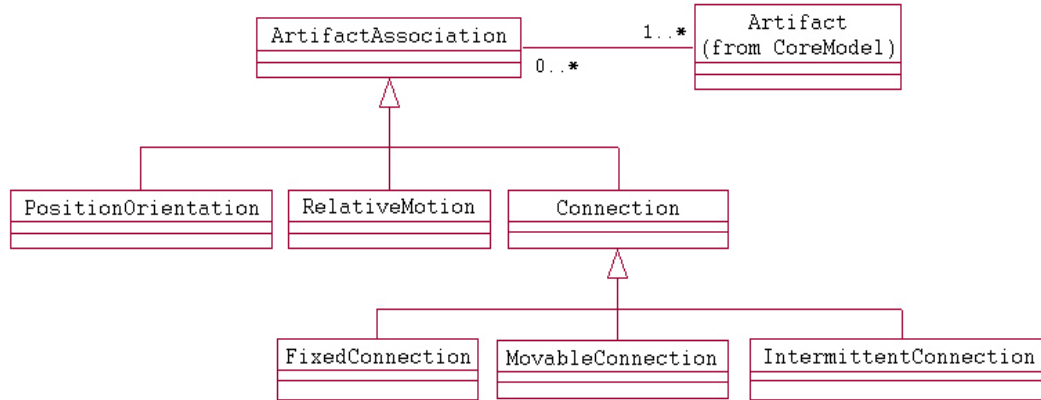 ArtifactAssociation
1..*
0..*
Artifact
(from CoreModel)
PositionOrientation
RelativeMotion
Connection
FixedConnection
MovableConnection
IntermittentConnection